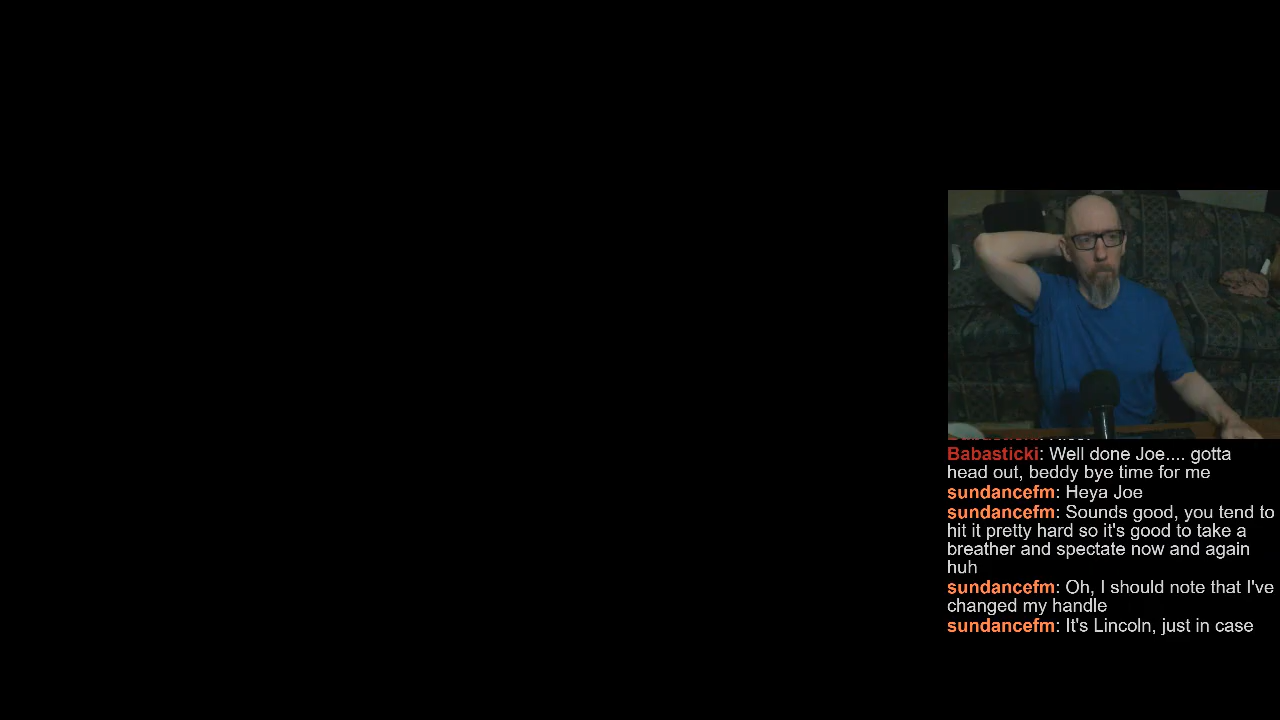 Babasticki: Well done Joe.... gotta
head out, beddy bye time for me
sundancefm: Heya Joe
sundancefm: Sounds good, you tend to
hit it pretty hard so it's good to take a
breather and spectate now and again
huh
sundancefm: Oh, I should note that I've
changed my handle
sundancefm: It's Lincoln, just in case